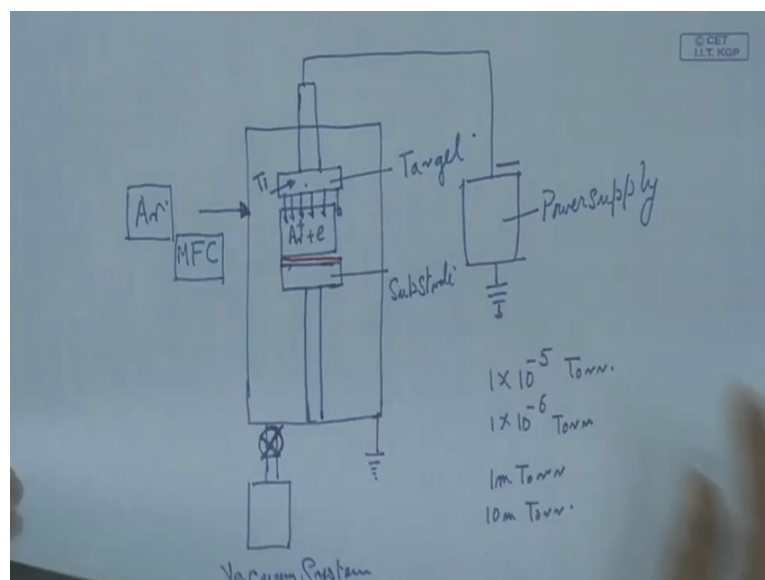 © CET
I.I.T. KGP
Target
Ti
Power supply
Ar
Ar+e
MFC
Substrate
1 × 10⁻⁵ Torr.
1 × 10⁻⁶ Torr
1m Torr
10m Torr.
Vacuum System